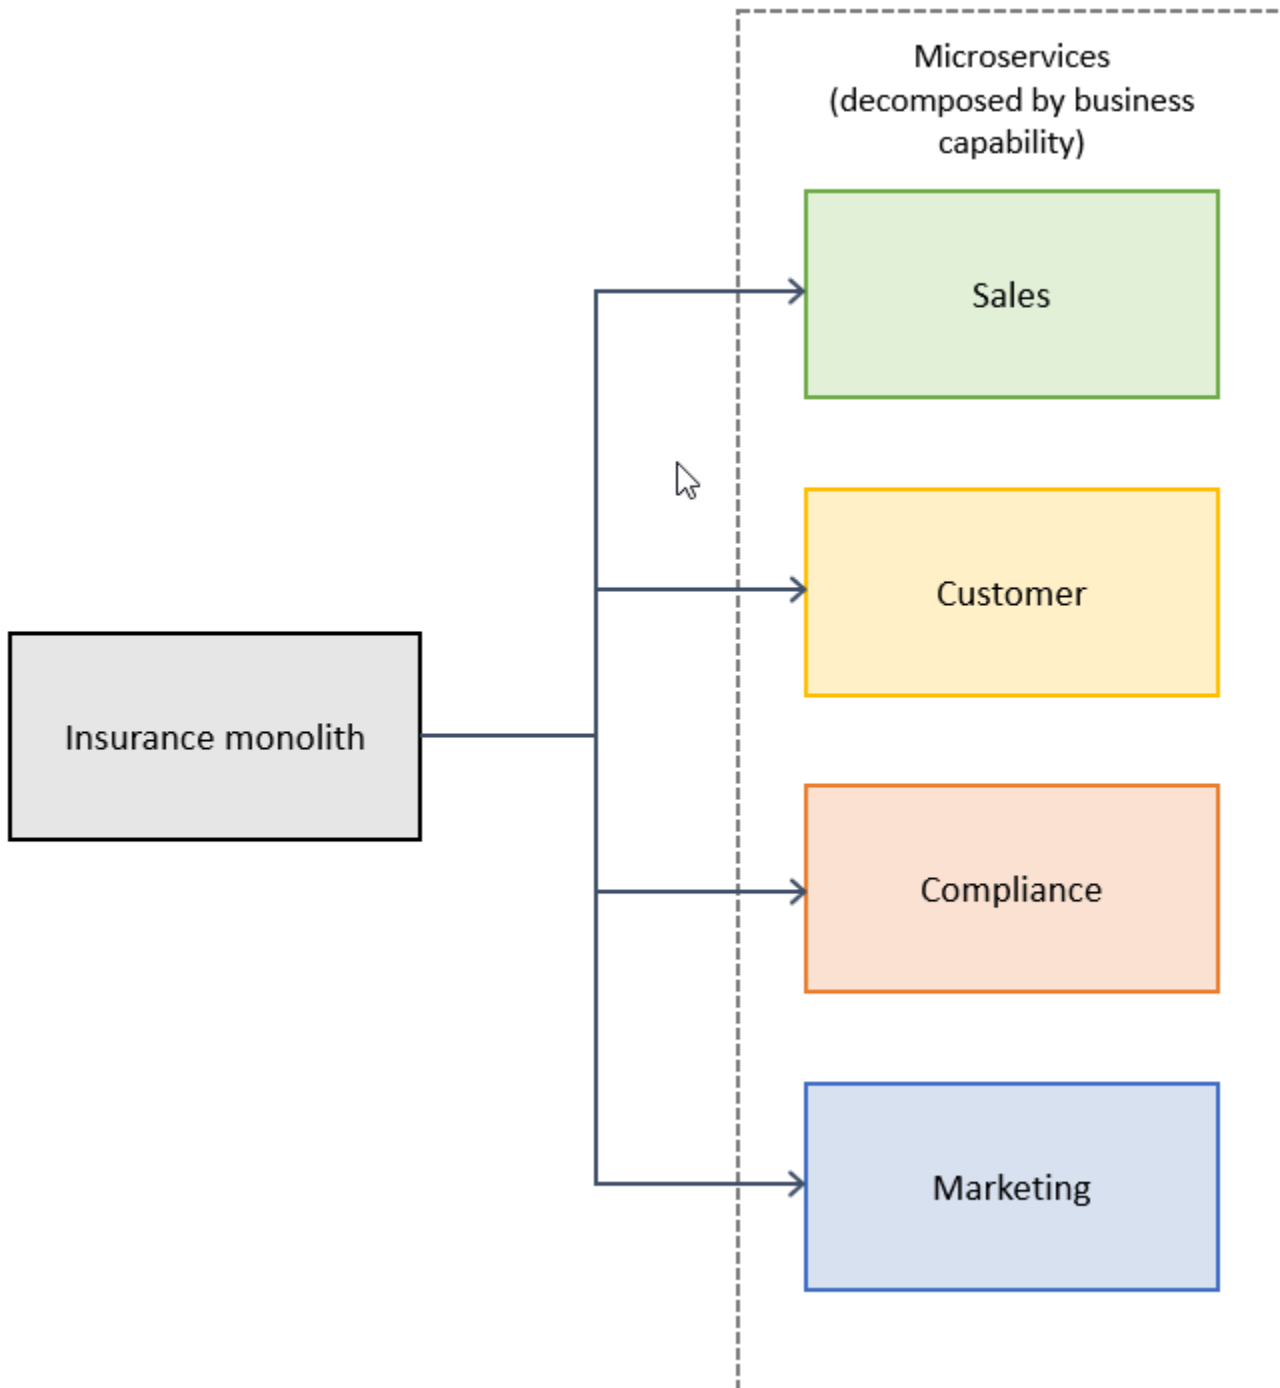 Microservices
(decomposed by business
capability)
Sales
Customer
Insurance monolith
Compliance
Marketing